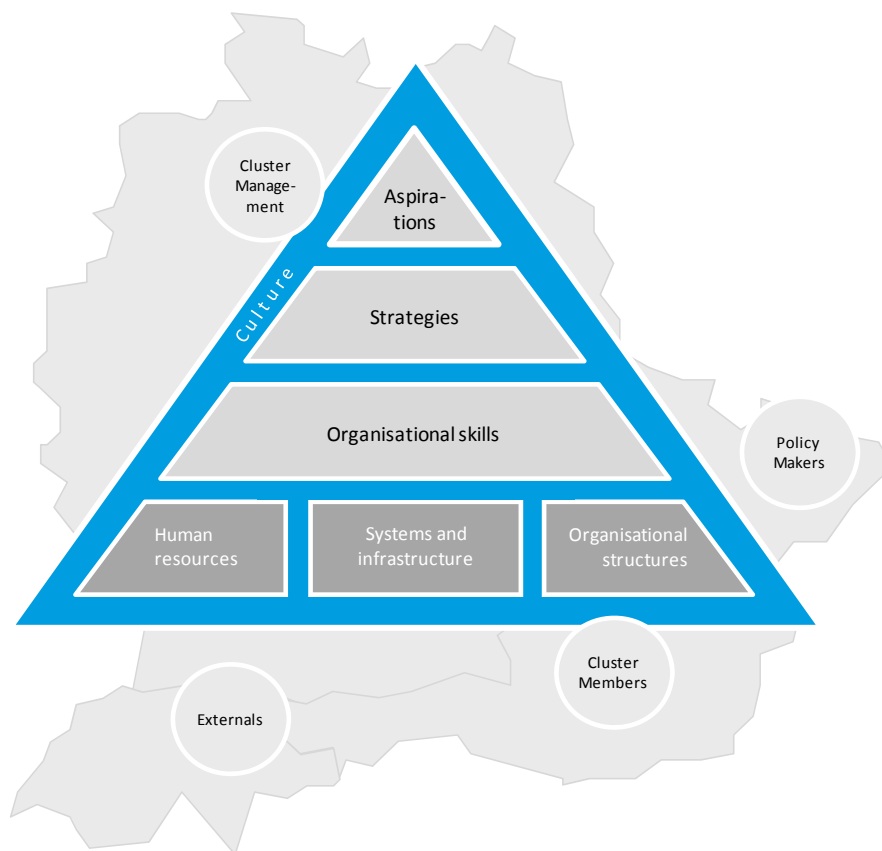 Cluster
Manage-
ment
Aspira-
tions
Culture
Strategies
Organisational skills
Policy
Makers
Human
resources
Systems and
infrastructure
Organisational
structures
Cluster
Members
Externals